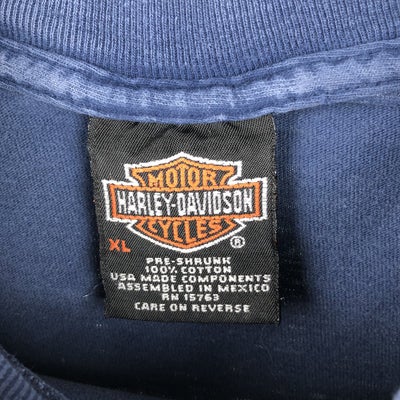 MOTOR
HARLEY-DAVIDSON
CYCLES
XL
®
PRE-SHRUNK
100% COTTON
USA MADE COMPONENTS
ASSEMBLED IN MEXICO
RN 15763
CARE ON REVERSE